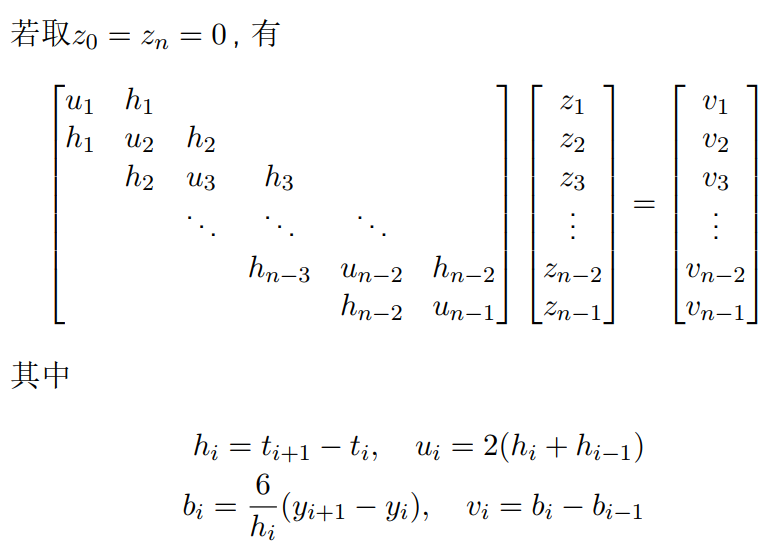 若取z₀ = zₙ = 0 , 有
u₁ h₁ z₁ v₁
h₁ u₂ h₂ z₂ v₂
h₂ u₃ h₃ z₃ v₃
⋱ ⋱ ⋱ ⋮ = ⋮
hₙ₋₃ uₙ₋₂ hₙ₋₂ zₙ₋₂ vₙ₋₂
hₙ₋₂ uₙ₋₁ zₙ₋₁ vₙ₋₁
其中
hᵢ = tᵢ₊₁ − tᵢ, uᵢ = 2(hᵢ + hᵢ₋₁)
bᵢ = 6/hᵢ (yᵢ₊₁ − yᵢ), vᵢ = bᵢ − bᵢ₋₁